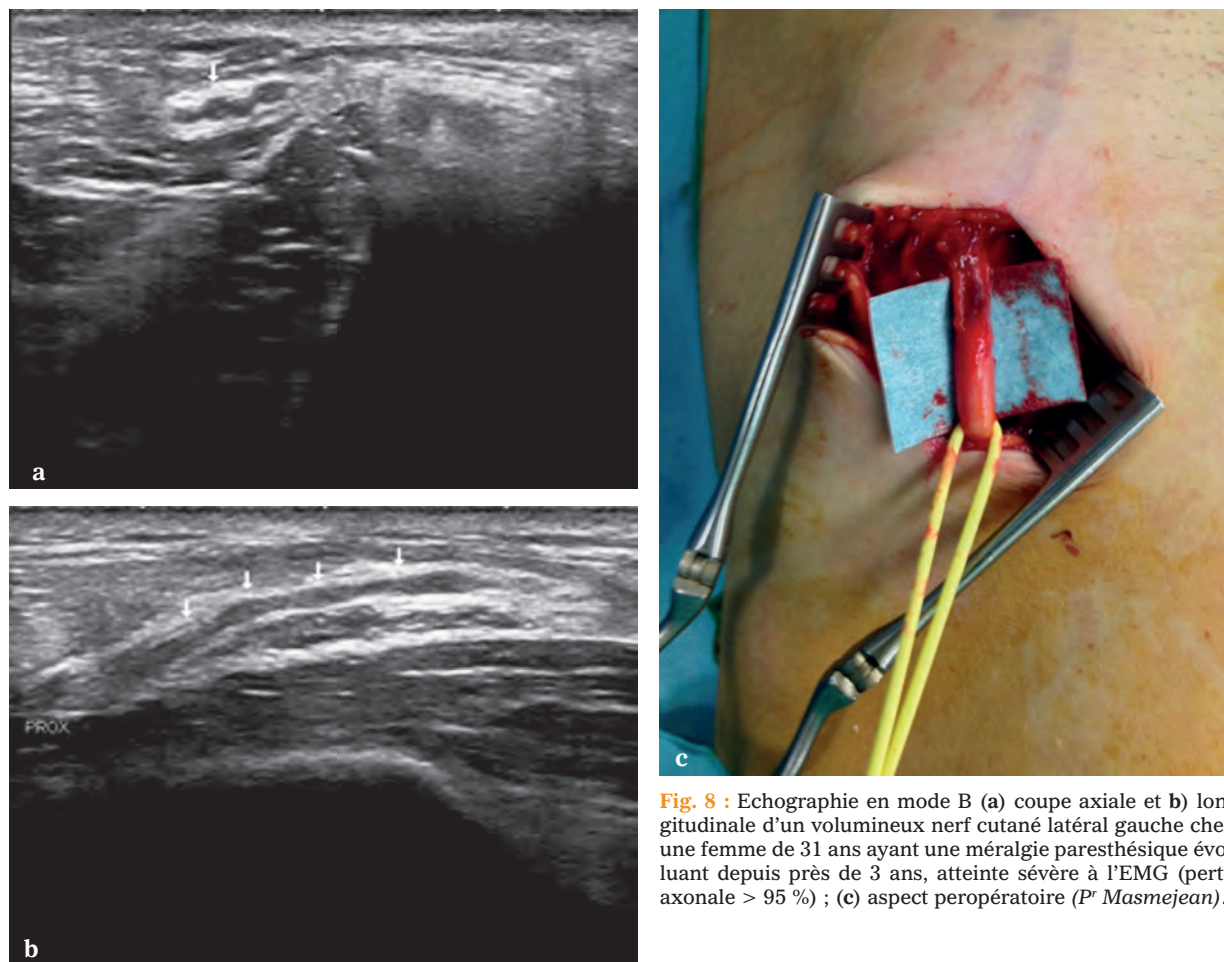 a
PROX
b
c
Fig. 8 : Echographie en mode B (a) coupe axiale et b) lon
gitudinale d'un volumineux nerf cutané latéral gauche che
une femme de 31 ans ayant une méralgie paresthésique évo
luant depuis près de 3 ans, atteinte sévère à l'EMG (pert
axonale > 95 %) ; (c) aspect peropératoire (Pr Masmejean).